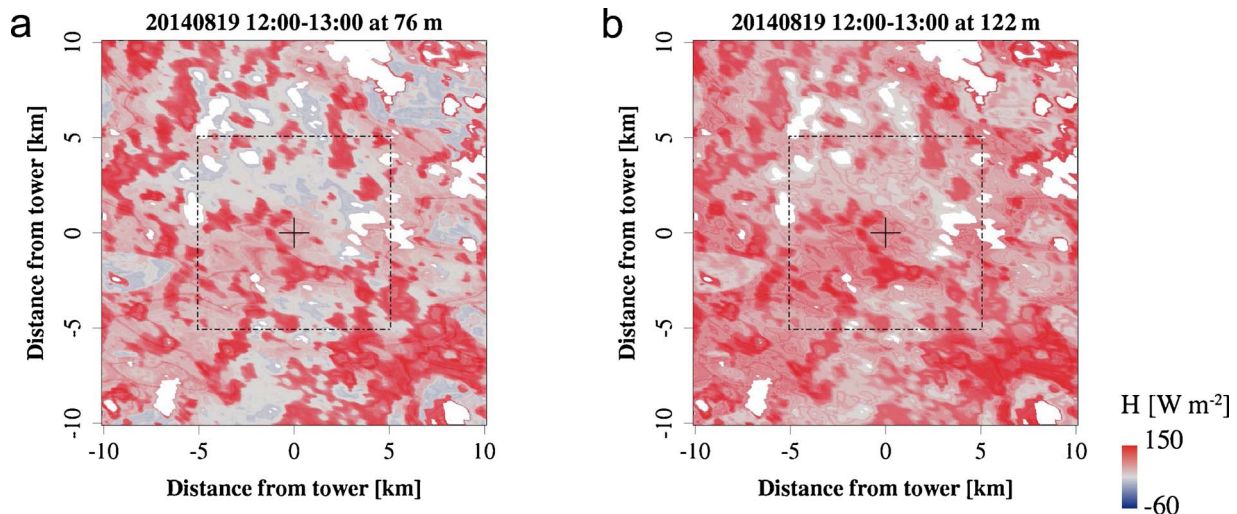 a
20140819 12:00-13:00 at 76 m
10
5
0
-5
-10
Distance from tower [km]
-10 -5 0 5 10
Distance from tower [km]
b
20140819 12:00-13:00 at 122 m
10
5
0
-5
-10
Distance from tower [km]
-10 -5 0 5 10
Distance from tower [km]
H [W m⁻²]
150
-60